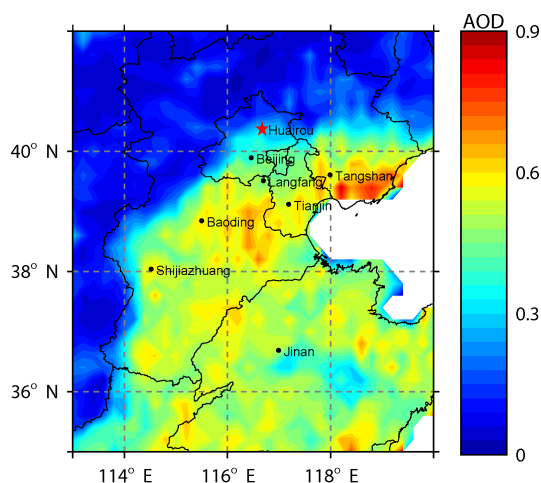 AOD
0.9
Huairou
40° N
Beijing
Tangshan
0.6
Langfang
Tianjin
Baoding
38° N
Shijiazhuang
0.3
Jinan
36° N
0
114° E
116° E
118° E